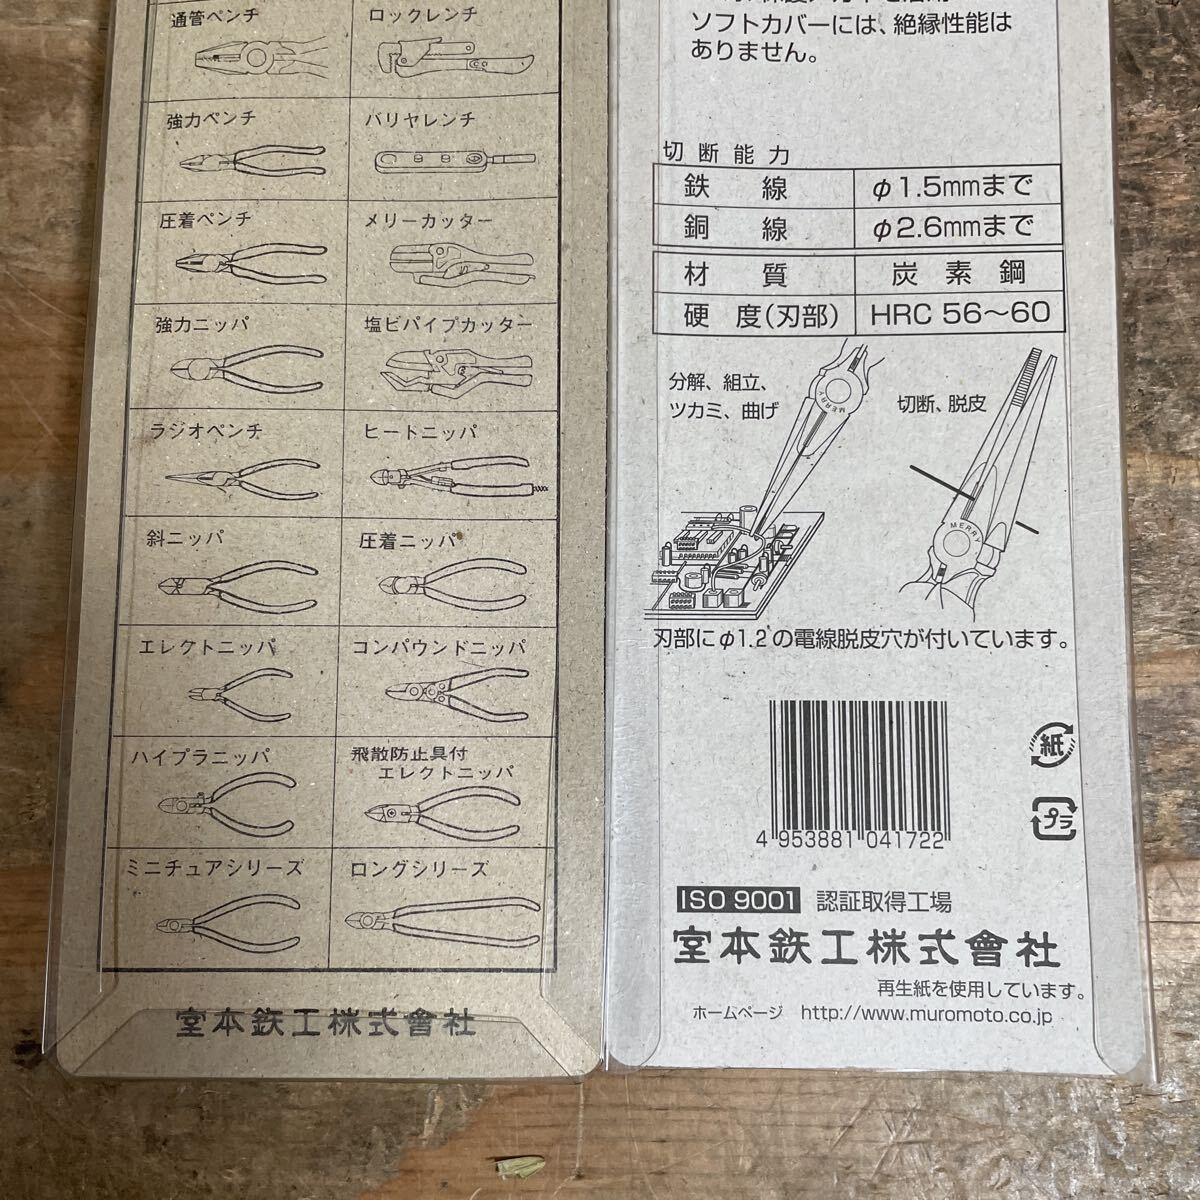 通管ペンチ
ロックレンチ
強力ペンチ
バリヤレンチ
圧着ペンチ
メリーカッター
強力ニッパ
塩ビパイプカッター
ラジオペンチ
ヒートニッパ
斜ニッパ
圧着ニッパ
エレクトニッパ
コンパウンドニッパ
ハイプラニッパ
飛散防止具付
エレクトニッパ
ミニチュアシリーズ
ロングシリーズ
室本鉄工株式會社
ソフトカバーには、絶縁性能は
ありません。
切断能力
鉄線 φ1.5mmまで
銅線 φ2.6mmまで
材質 炭素鋼
硬度(刃部) HRC 56〜60
分解、組立、
ツカミ、曲げ
MERRY
切断、脱皮
MERRY
刃部にφ1.2の電線脱皮穴が付いています。
紙
プラ
4 953881 041722
ISO 9001 認証取得工場
室本鉄工株式會社
再生紙を使用しています。
ホームページ http://www.muromoto.co.jp